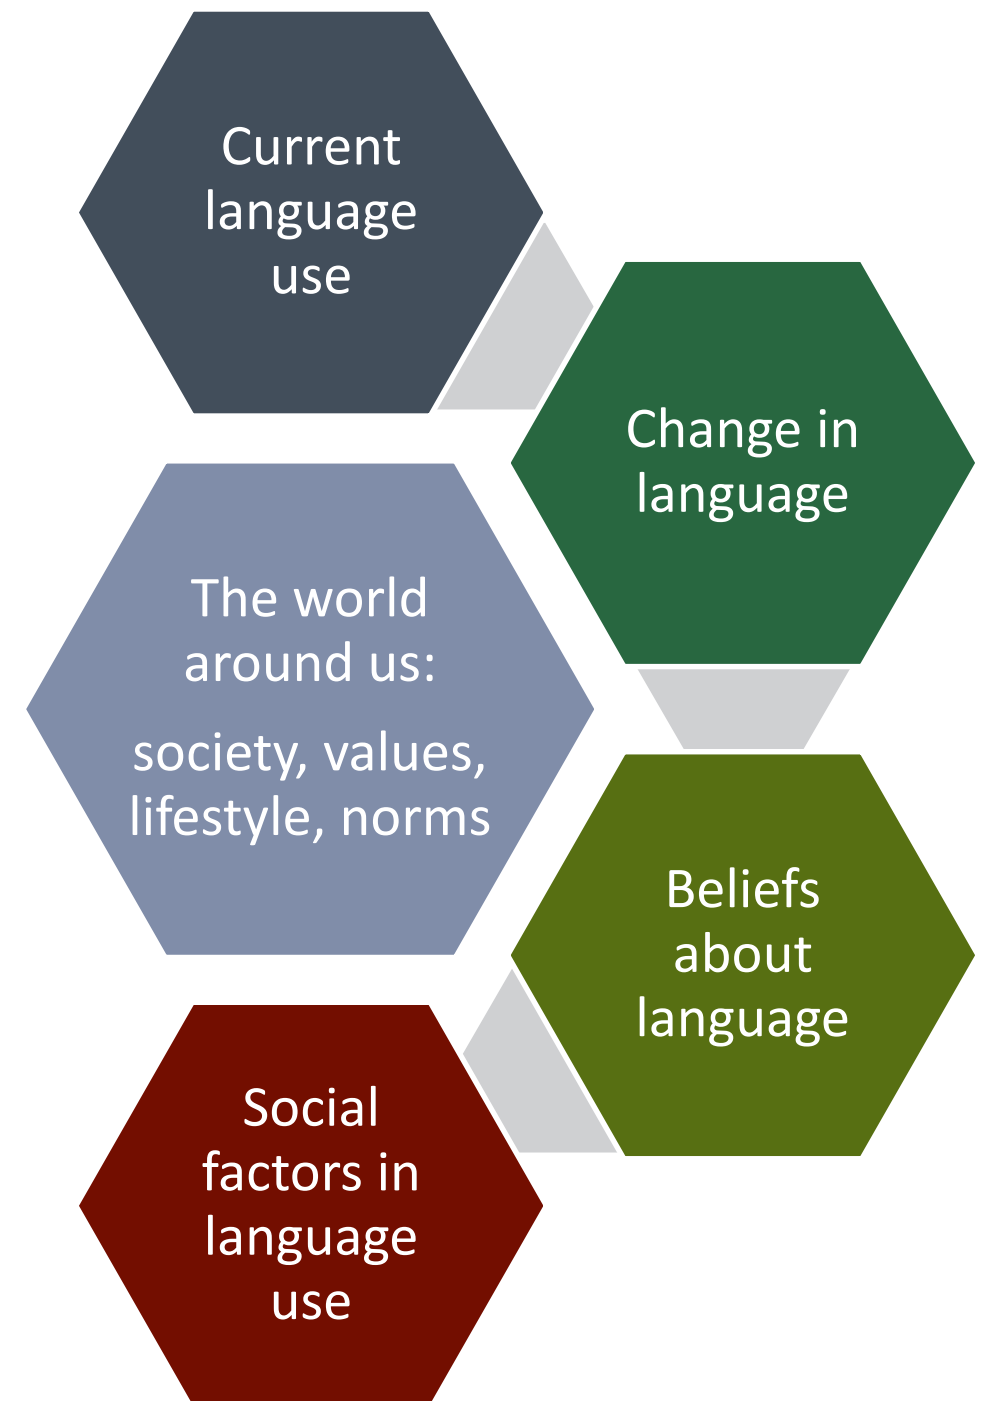 Current
language
use
Change in
language
The world
around us:
society, values,
lifestyle, norms
Beliefs
about
language
Social
factors in
language
use